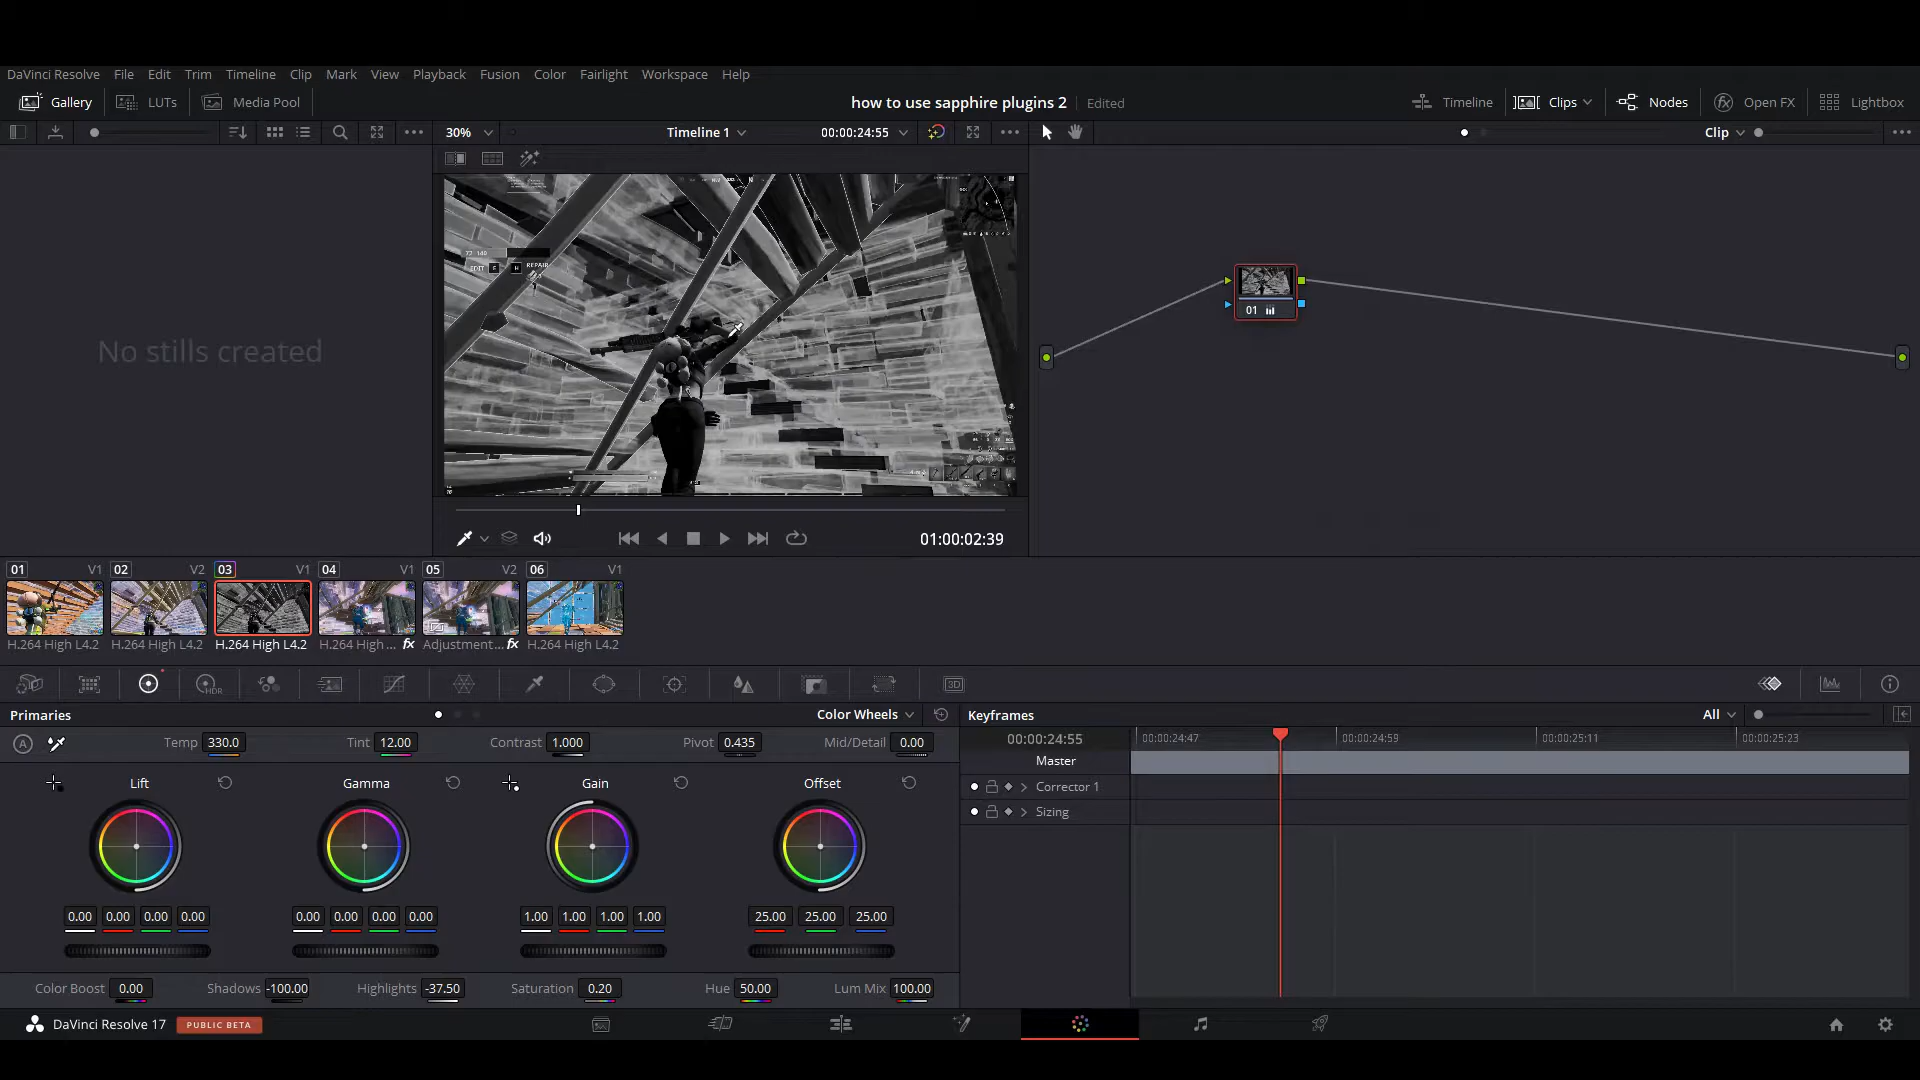 DaVinci Resolve File Edit Trim Timeline Clip Mark View Playback Fusion Color Fairlight Workspace Help
Gallery LUTs Media Pool how to use sapphire plugins 2 Edited Timeline Clips Nodes Open FX Lightbox
30% Timeline 1 00:00:24:55 Clip
No stills created
EDIT REPAIR
01
01:00:02:39
01 V1 02 V2 03 V1 04 V1 05 V2 06 V1
H.264 High L4.2 H.264 High L4.2 H.264 High L4.2 H.264 High ... fx Adjustment... fx H.264 High L4.2
HDR 3D
Primaries Color Wheels Keyframes All
A Temp 330.0 Tint 12.00 Contrast 1.000 Pivot 0.435 Mid/Detail 0.00
00:00:24:55 00:00:24:47 00:00:24:59 00:00:25:11 00:00:25:23
Master
Lift Gamma Gain Offset
Corrector 1
Sizing
0.00 0.00 0.00 0.00 0.00 0.00 0.00 0.00 1.00 1.00 1.00 1.00 25.00 25.00 25.00
Color Boost 0.00 Shadows -100.00 Highlights -37.50 Saturation 0.20 Hue 50.00 Lum Mix 100.00
DaVinci Resolve 17 PUBLIC BETA